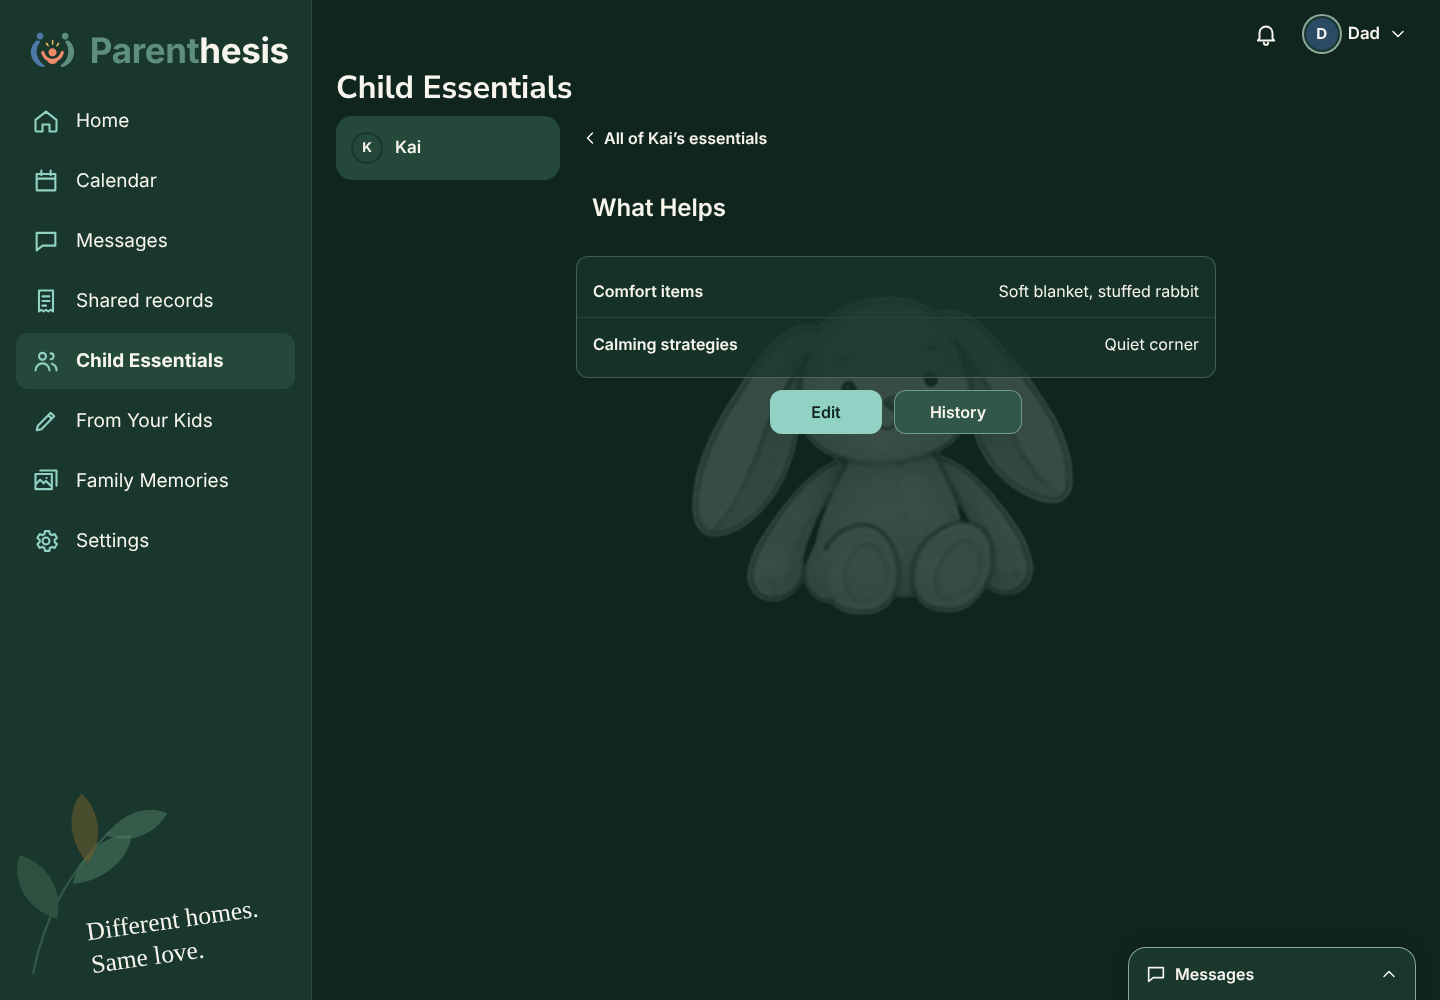 Parenthesis
Home
Calendar
Messages
Shared records
Child Essentials
From Your Kids
Family Memories
Settings
Different homes.
Same love.
D Dad
Child Essentials
K Kai
All of Kai’s essentials
What Helps
Comfort items Soft blanket, stuffed rabbit
Calming strategies Quiet corner
Edit History
Messages